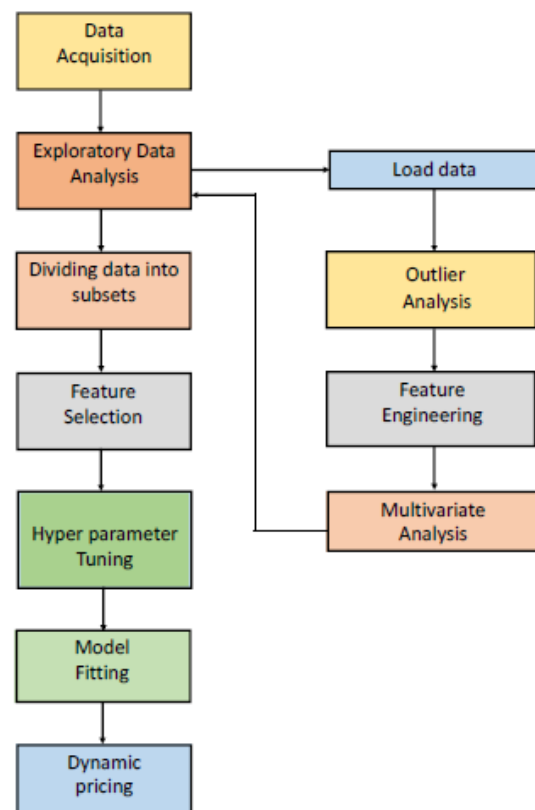 Data
Acquisition
Exploratory Data
Analysis
Dividing data into
subsets
Feature
Selection
Hyper parameter
Tuning
Model
Fitting
Dynamic
pricing
Load data
Outlier
Analysis
Feature
Engineering
Multivariate
Analysis